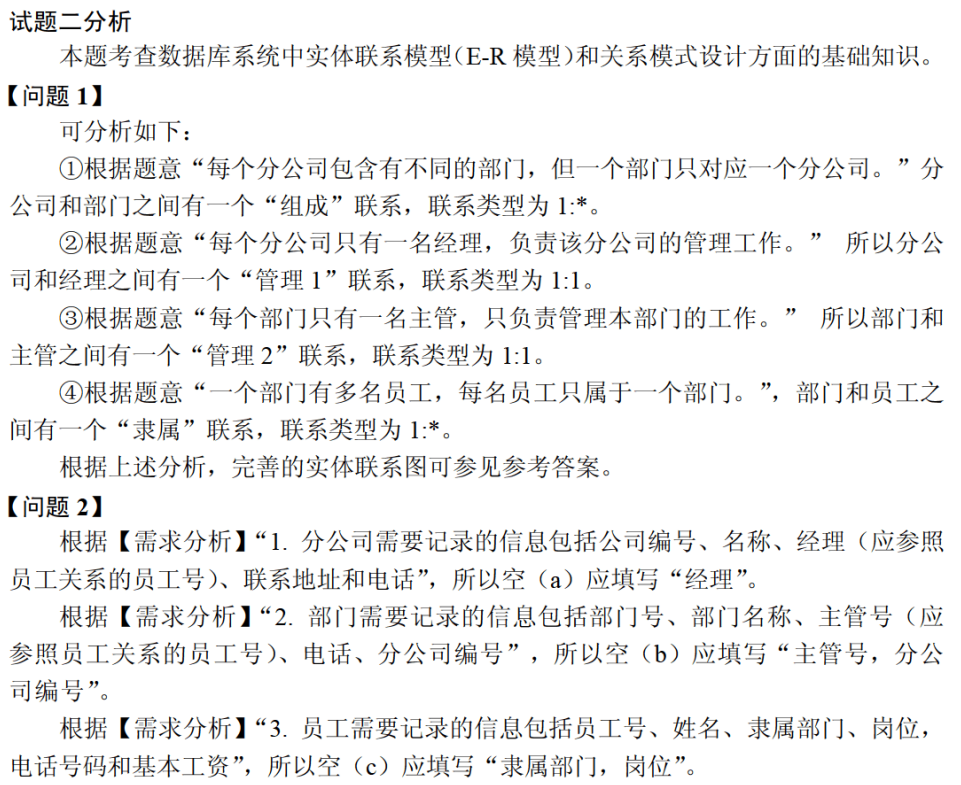 试题二分析
本题考查数据库系统中实体联系模型(E-R 模型)和关系模式设计方面的基础知识。
【问题 1】
可分析如下：
①根据题意“每个分公司包含有不同的部门，但一个部门只对应一个分公司。”分
公司和部门之间有一个“组成”联系，联系类型为 1:*。
②根据题意“每个分公司只有一名经理，负责该分公司的管理工作。” 所以分公
司和经理之间有一个“管理 1”联系，联系类型为 1:1。
③根据题意“每个部门只有一名主管，只负责管理本部门的工作。” 所以部门和
主管之间有一个“管理 2”联系，联系类型为 1:1。
④根据题意“一个部门有多名员工，每名员工只属于一个部门。”，部门和员工之
间有一个“隶属”联系，联系类型为 1:*。
根据上述分析，完善的实体联系图可参见参考答案。
【问题 2】
根据【需求分析】“1. 分公司需要记录的信息包括公司编号、名称、经理（应参照
员工关系的员工号）、联系地址和电话”，所以空（a）应填写“经理”。
根据【需求分析】“2. 部门需要记录的信息包括部门号、部门名称、主管号（应
参照员工关系的员工号）、电话、分公司编号”，所以空（b）应填写“主管号，分公
司编号”。
根据【需求分析】“3. 员工需要记录的信息包括员工号、姓名、隶属部门、岗位，
电话号码和基本工资”，所以空（c）应填写“隶属部门，岗位”。